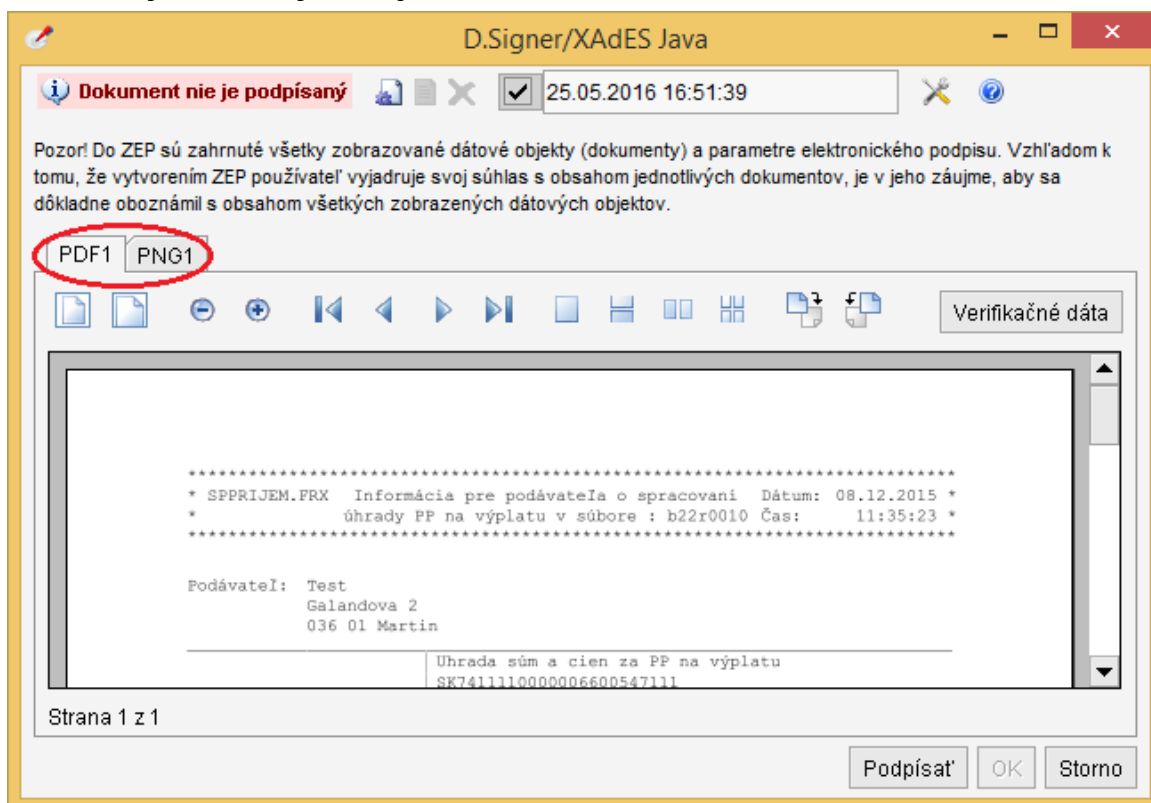 D.Signer/XAdES Java
Dokument nie je podpísaný 25.05.2016 16:51:39
Pozor! Do ZEP sú zahrnuté všetky zobrazované dátové objekty (dokumenty) a parametre elektronického podpisu. Vzhľadom k
tomu, že vytvorením ZEP používateľ vyjadruje svoj súhlas s obsahom jednotlivých dokumentov, je v jeho záujme, aby sa
dôkladne oboznámil s obsahom všetkých zobrazených dátových objektov.
PDF1 PNG1
Verifikačné dáta
* SPPRIJEM.FRX Informácia pre podávateľa o spracovaní Dátum: 08.12.2015 *
* úhrady PP na výplatu v súbore : b22r0010 Čas: 11:35:23 *
Podávateľ: Test
Galandova 2
036 01 Martin
Uhrada súm a cien za PP na výplatu
SK7411110000006600547111
Strana 1 z 1
Podpísať OK Storno